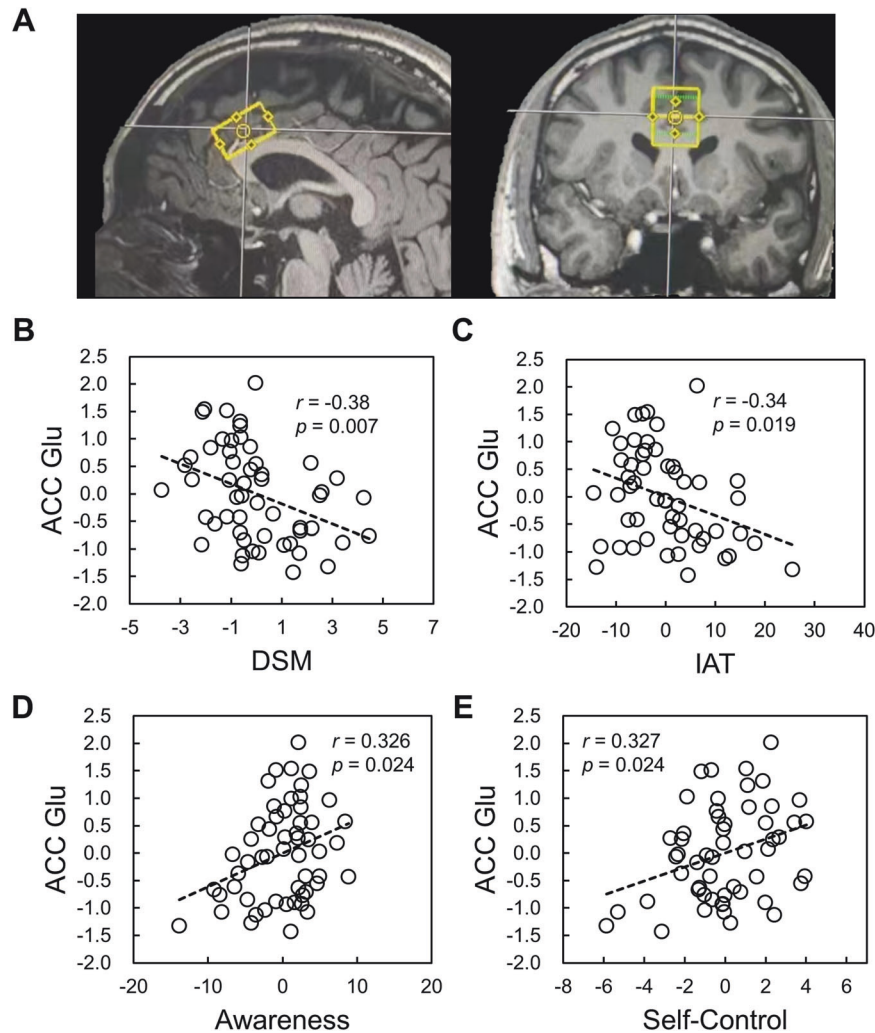 A
B
2.5
2.0
1.5
1.0
0.5
0.0
-0.5
-1.0
-1.5
-2.0
ACC Glu
r = -0.38
p = 0.007
-5 -3 -1 1 3 5 7
DSM
C
2.5
2.0
1.5
1.0
0.5
0.0
-0.5
-1.0
-1.5
-2.0
ACC Glu
r = -0.34
p = 0.019
-20 -10 0 10 20 30 40
IAT
D
2.5
2.0
1.5
1.0
0.5
0.0
-0.5
-1.0
-1.5
-2.0
ACC Glu
r = 0.326
p = 0.024
-20 -10 0 10 20
Awareness
E
2.5
2.0
1.5
1.0
0.5
0.0
-0.5
-1.0
-1.5
-2.0
ACC Glu
r = 0.327
p = 0.024
-8 -6 -4 -2 0 2 4 6
Self-Control